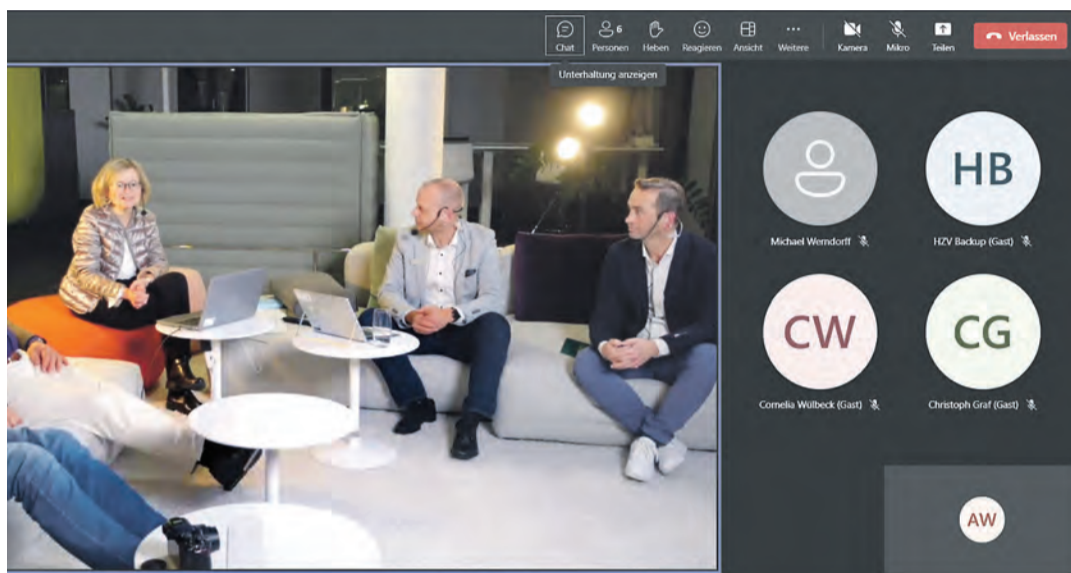 6
Chat Personen Heben Reagieren Ansicht Weitere Kamera Mikro Teilen Verlassen
Unterhaltung anzeigen
HB
Michael Werndorff HZV Backup (Gast)
CW CG
Cornelia Wülbeck (Gast) Christoph Graf (Gast)
AW